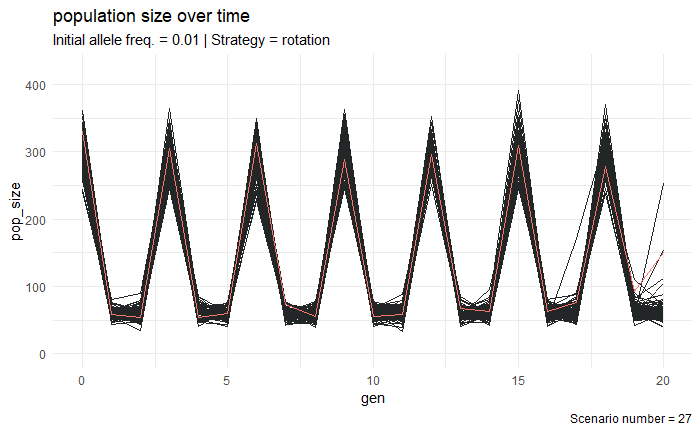 population size over time
Initial allele freq. = 0.01 | Strategy = rotation
400
300
200
100
0
pop_size
0 5 10 15 20
gen
Scenario number = 27